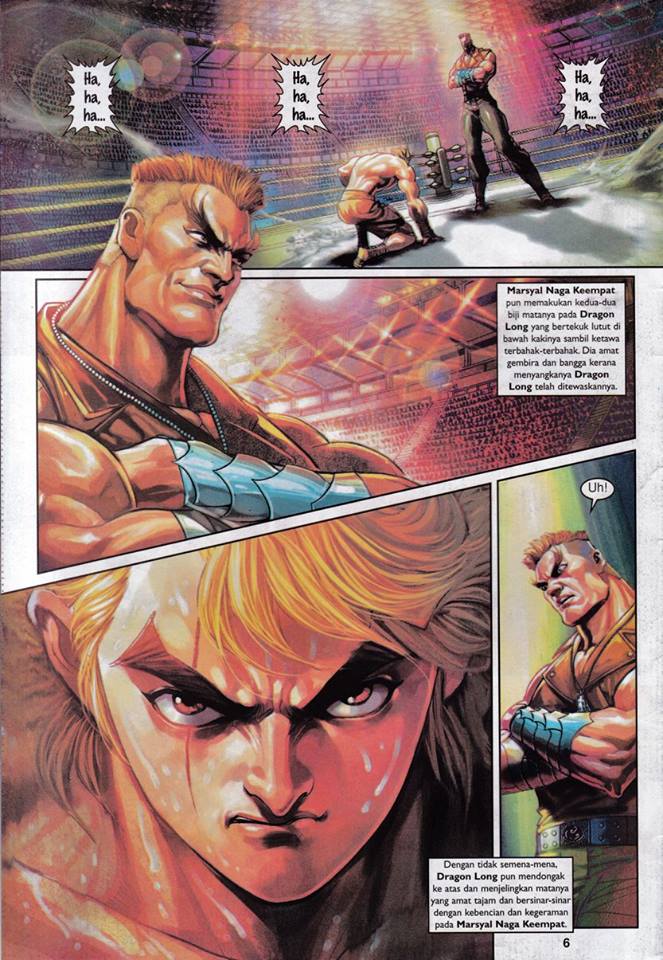 Ha,
ha,
ha...
Ha,
ha,
ha...
Ha,
ha,
ha...
Marsyal Naga Keempat
pun memakukan kedua-dua
biji matanya pada Dragon
Long yang bertekuk lutut di
bawah kakinya sambil ketawa
terbahak-terbahak. Dia amat
gembira dan bangga kerana
menyangkanya Dragon
Long telah ditewaskannya.
Uh!
Dengan tidak semena-mena,
Dragon Long pun mendongak
ke atas dan menjelingkan matanya
yang amat tajam dan bersinar-sinar
dengan kebencian dan kegeraman
pada Marsyal Naga Keempat.
6